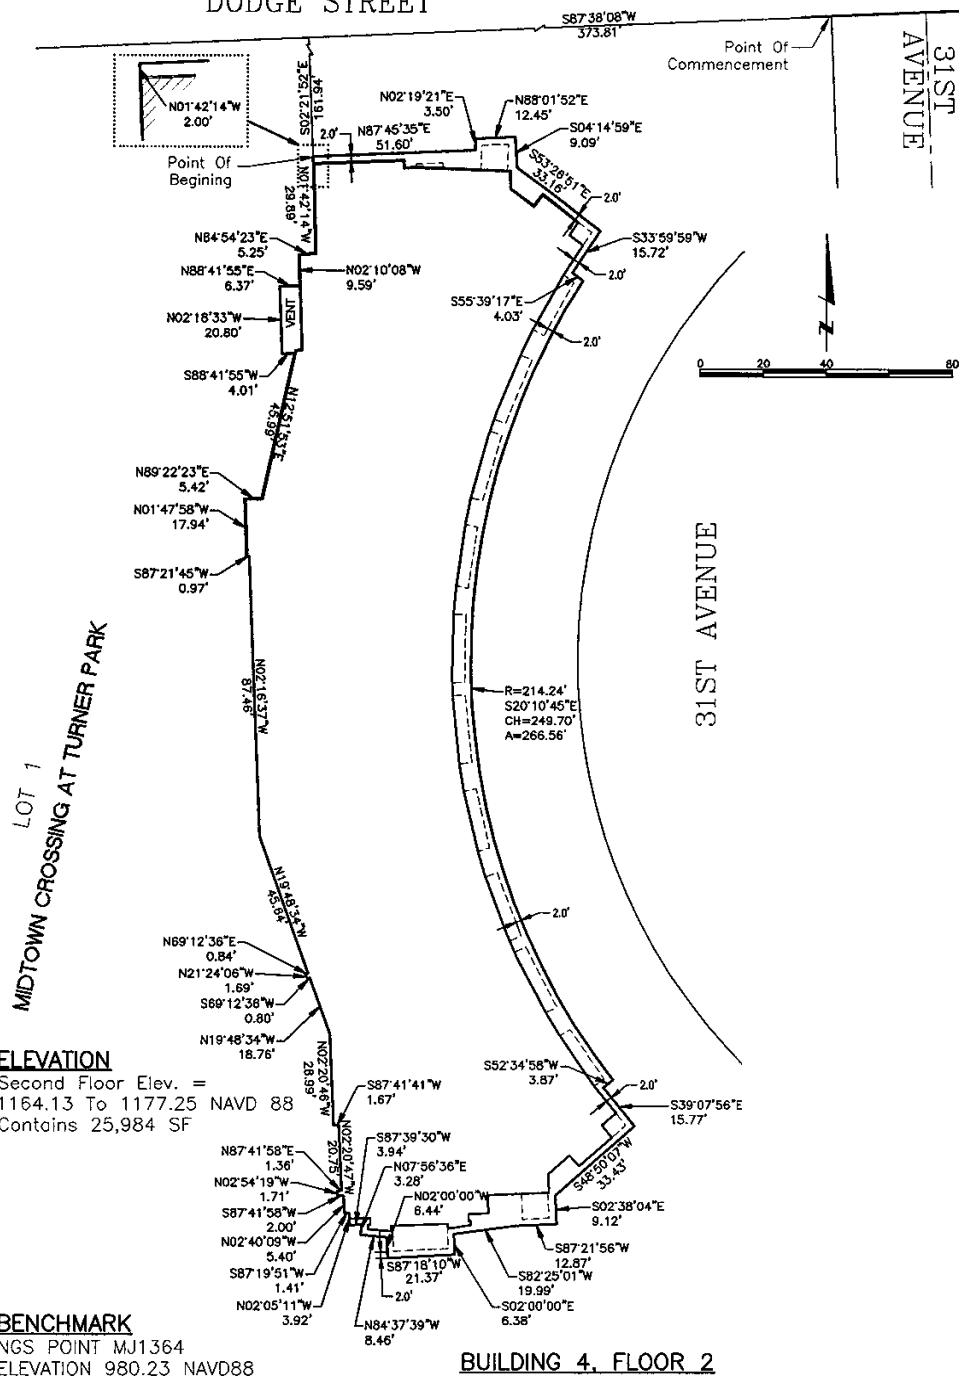 DODGE STREET
S87°38'08"W
373.81'
Point Of
Commencement
31ST
AVENUE
N01°42'14"W
2.00'
S02°21'52"E
161.94'
2.0'
N87°45'35"E
51.60'
N02°19'21"E
3.50'
N88°01'52"E
12.45'
S04°14'59"E
9.09'
Point Of
Begining
N01°42'14"W
29.89'
S53°26'51"E
33.16'
2.0'
N84°54'23"E
5.25'
S33°59'59"W
15.72'
2.0'
N88°41'55"E
6.37'
N02°10'08"W
9.59'
S55°39'17"E
4.03'
VENT
N02°18'33"W
20.80'
2.0'
N
S88°41'55"W
4.01'
0 20 40 60 80
N12°51'53"E
45.99'
N89°22'23"E
5.42'
N01°47'58"W
17.94'
S87°21'45"W
0.97'
31ST AVENUE
N02°16'37"W
87.46'
R=214.24'
S20°10'45"E
CH=249.70'
A=266.56'
LOT 1
MIDTOWN CROSSING AT TURNER PARK
N19°48'34"W
45.64'
2.0'
N69°12'36"E
0.84'
N21°24'06"W
1.69'
S69°12'36"W
0.80'
N19°48'34"W
18.76'
ELEVATION
Second Floor Elev. =
1164.13 To 1177.25 NAVD 88
Contains 25,984 SF
N02°20'46"W
28.99'
S52°34'58"W
3.87'
2.0'
S39°07'56"E
15.77'
S87°41'41"W
1.67'
N02°20'47"W
20.75'
S87°39'30"W
3.94'
N87°41'58"E
1.36'
N07°56'36"E
3.28'
S48°50'07"W
33.43'
N02°54'19"W
1.71'
N02°00'00"W
6.44'
S87°41'58"W
2.00'
S02°38'04"E
9.12'
N02°40'09"W
5.40'
S87°21'56"W
12.87'
S87°19'51"W
1.41'
S87°18'10"W
21.37'
S82°25'01"W
19.99'
N02°05'11"W
3.92'
2.0'
S02°00'00"E
6.38'
N84°37'39"W
8.46'
BENCHMARK
NGS POINT MJ1364
ELEVATION 980.23 NAVD88
BUILDING 4, FLOOR 2